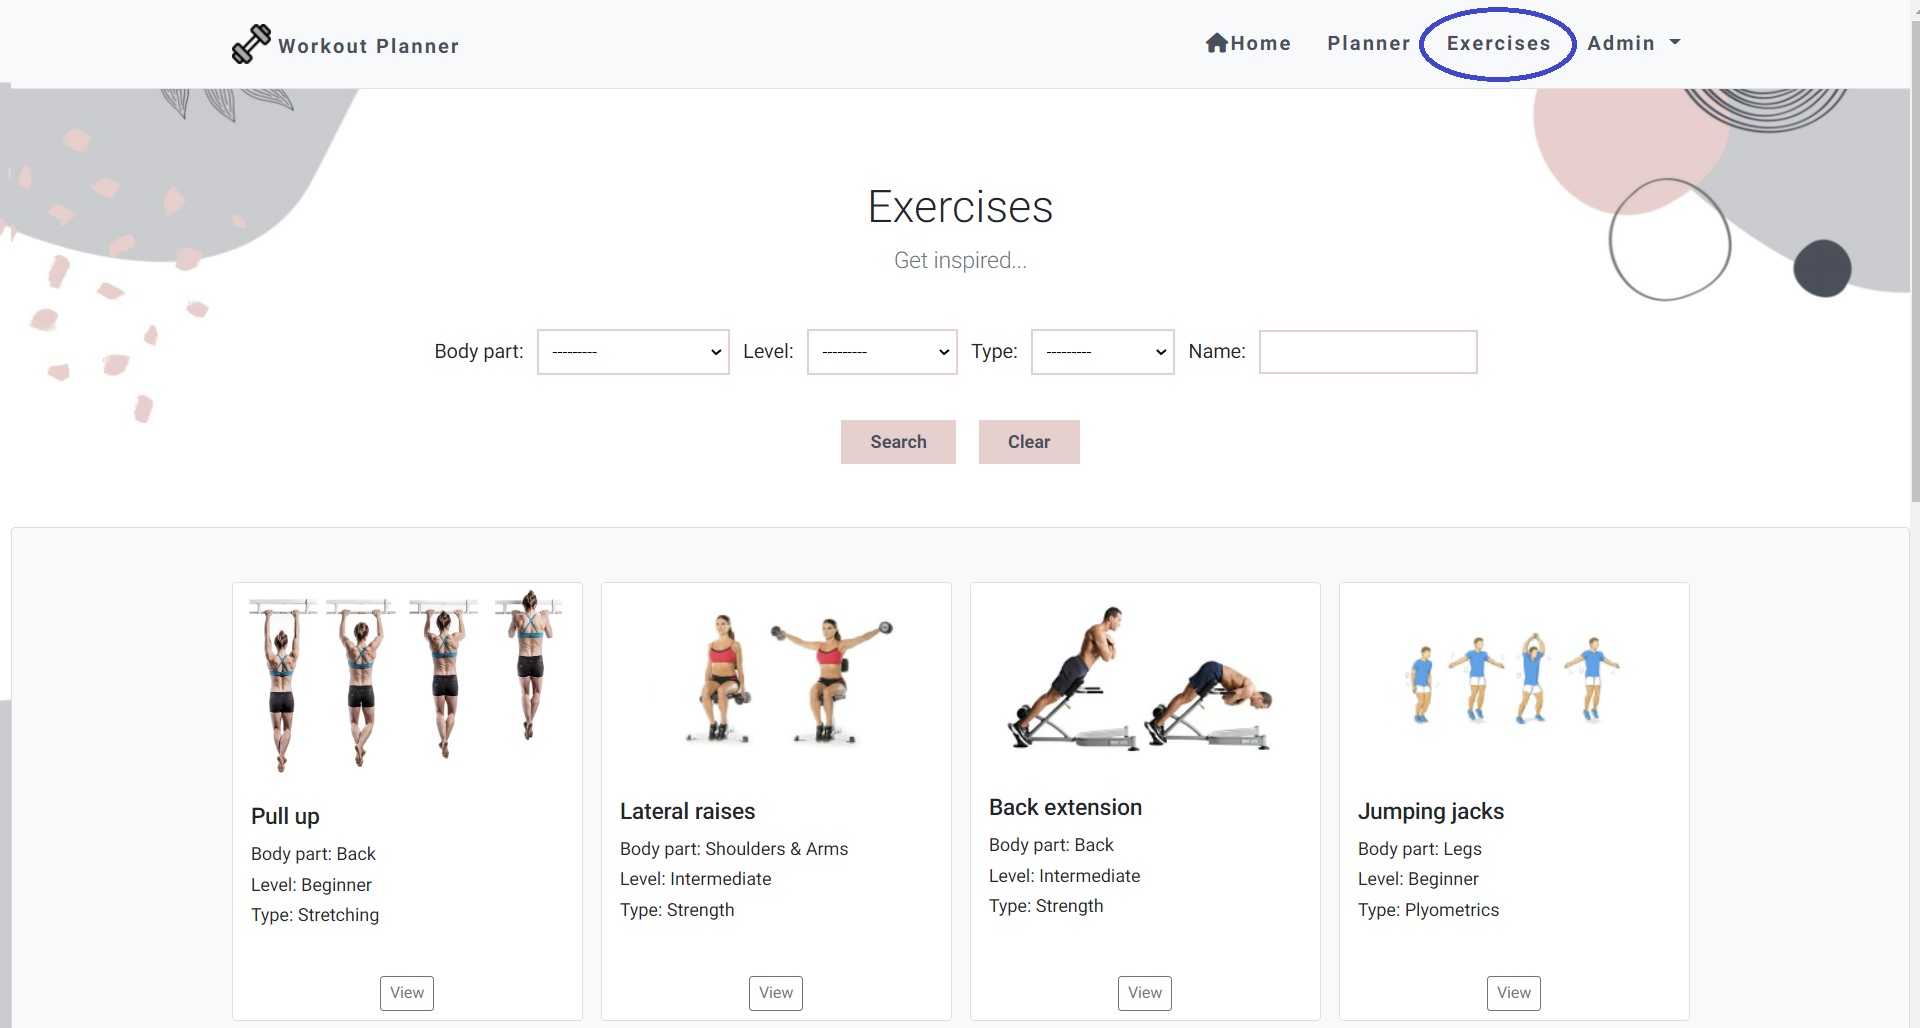 Workout Planner
Home Planner Exercises Admin
Exercises
Get inspired...
Body part: --------- Level: --------- Type: --------- Name:
Search Clear
Pull up
Body part: Back
Level: Beginner
Type: Stretching
View
Lateral raises
Body part: Shoulders & Arms
Level: Intermediate
Type: Strength
View
Back extension
Body part: Back
Level: Intermediate
Type: Strength
View
Jumping jacks
Body part: Legs
Level: Beginner
Type: Plyometrics
View